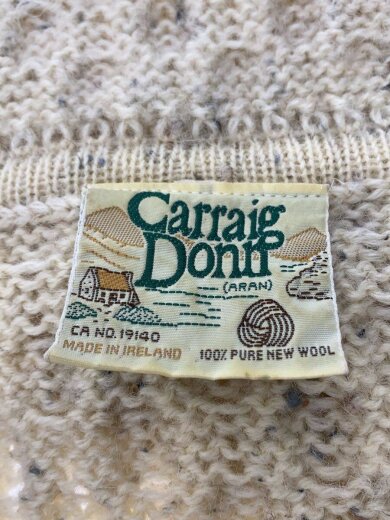 Carraig
Donn
(ARAN)
CA NO. 19140
MADE IN IRELAND
100% PURE NEW WOOL